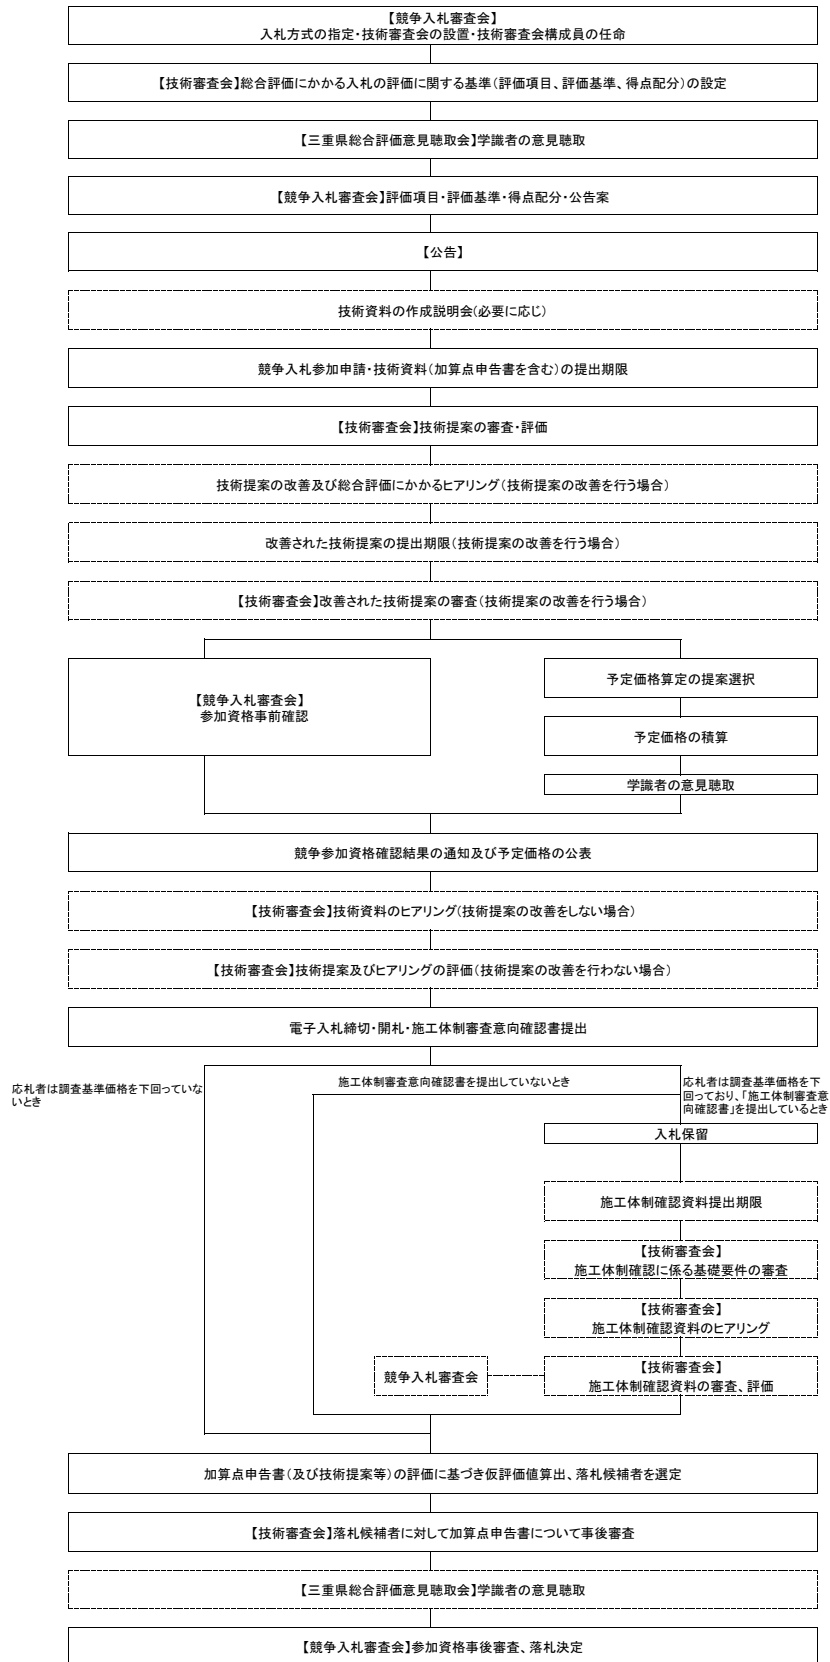 【競争入札審査会】
入札方式の指定・技術審査会の設置・技術審査会構成員の任命
【技術審査会】総合評価にかかる入札の評価に関する基準(評価項目、評価基準、得点配分)の設定
【三重県総合評価意見聴取会】学識者の意見聴取
【競争入札審査会】評価項目・評価基準・得点配分・公告案
【公告】
技術資料の作成説明会(必要に応じ)
競争入札参加申請・技術資料(加算点申告書を含む)の提出期限
【技術審査会】技術提案の審査・評価
技術提案の改善及び総合評価にかかるヒアリング(技術提案の改善を行う場合)
改善された技術提案の提出期限(技術提案の改善を行う場合)
【技術審査会】改善された技術提案の審査(技術提案の改善を行う場合)
【競争入札審査会】
参加資格事前確認
予定価格算定の提案選択
予定価格の積算
学識者の意見聴取
競争参加資格確認結果の通知及び予定価格の公表
【技術審査会】技術資料のヒアリング(技術提案の改善をしない場合)
【技術審査会】技術提案及びヒアリングの評価(技術提案の改善を行わない場合)
電子入札締切・開札・施工体制審査意向確認書提出
応札者は調査基準価格を下回っていな
いとき
施工体制審査意向確認書を提出していないとき
応札者は調査基準価格を下
回っており、「施工体制審査意
向確認書」を提出しているとき
入札保留
施工体制確認資料提出期限
【技術審査会】
施工体制確認に係る基礎要件の審査
【技術審査会】
施工体制確認資料のヒアリング
競争入札審査会
【技術審査会】
施工体制確認資料の審査、評価
加算点申告書(及び技術提案等)の評価に基づき仮評価値算出、落札候補者を選定
【技術審査会】落札候補者に対して加算点申告書について事後審査
【三重県総合評価意見聴取会】学識者の意見聴取
【競争入札審査会】参加資格事後審査、落札決定